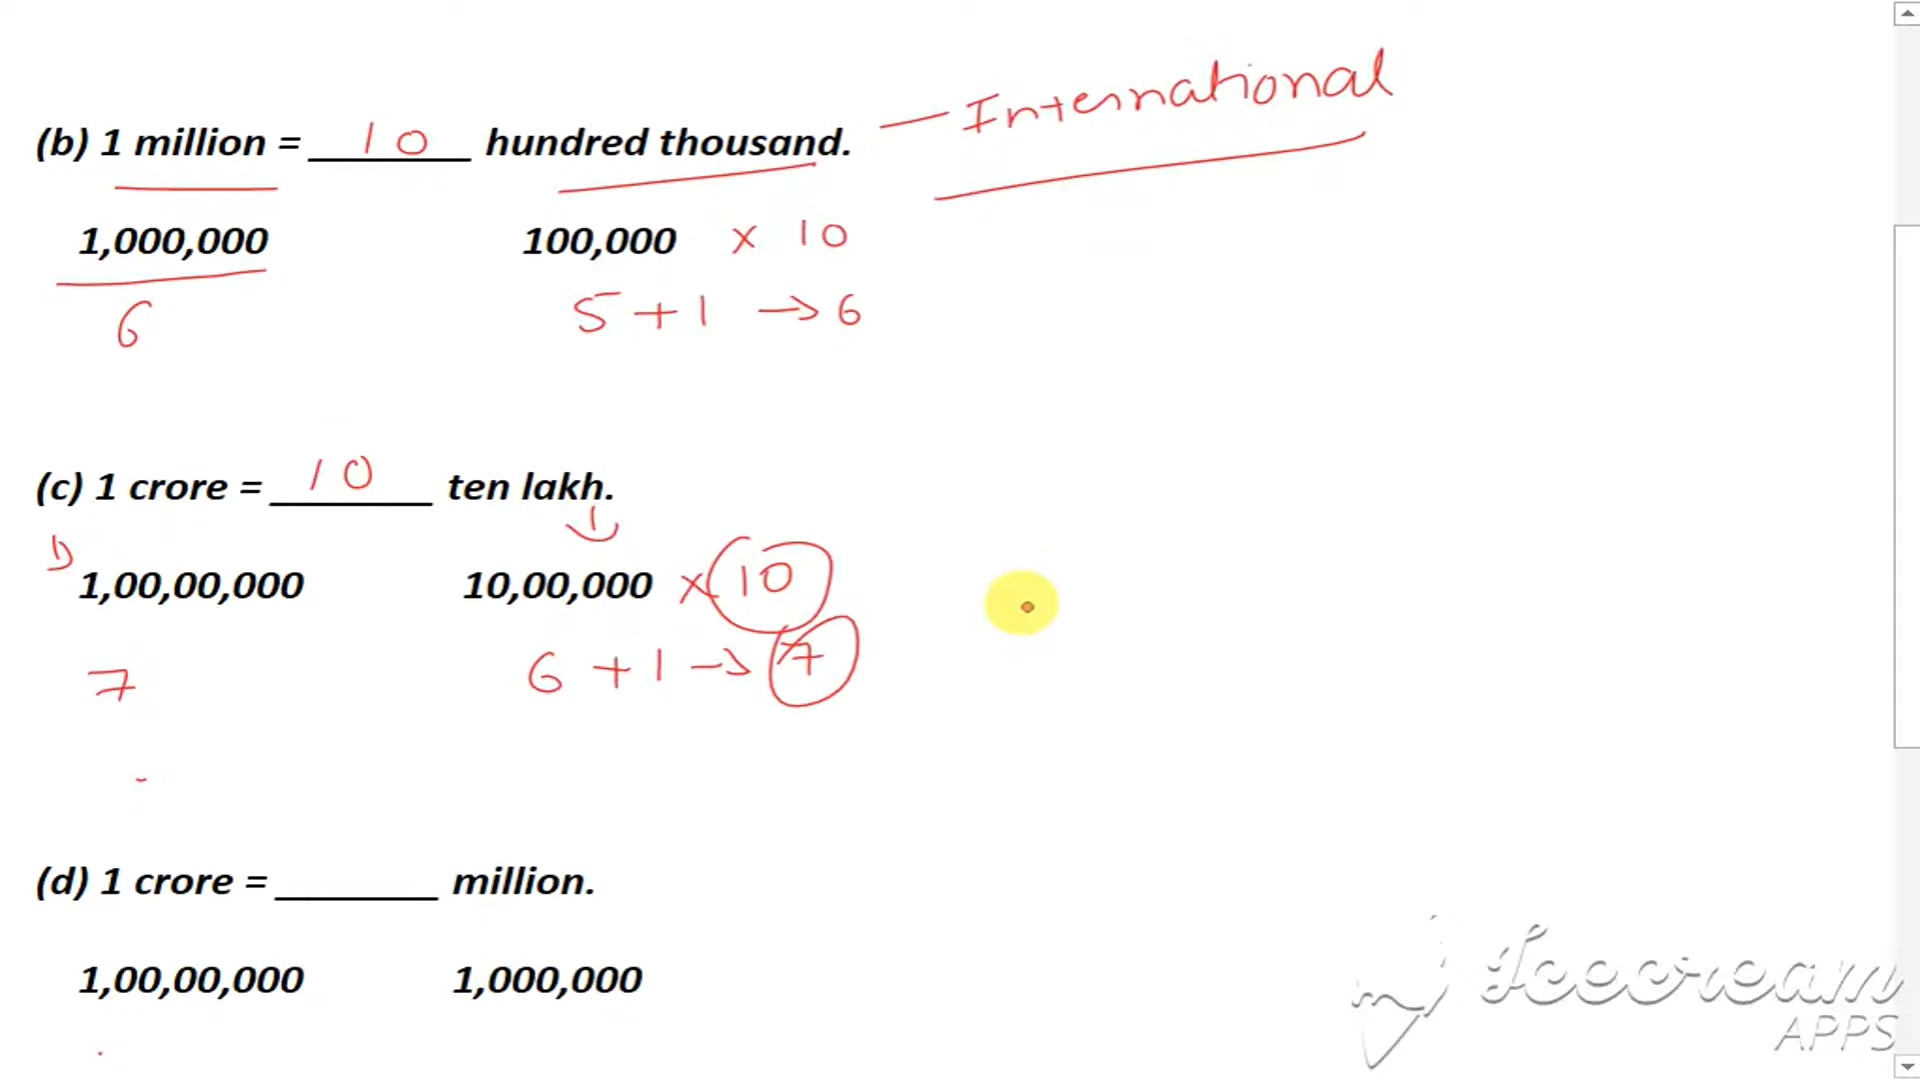 — International
(b) 1 million = 10 hundred thousand.
1,000,000 100,000 x 10
6 5 + 1 → 6
(c) 1 crore = 10 ten lakh.
1,00,00,000 10,00,000 x 10
7 6 + 1 → 7
(d) 1 crore = ________ million.
1,00,00,000 1,000,000
Icecream
APPS